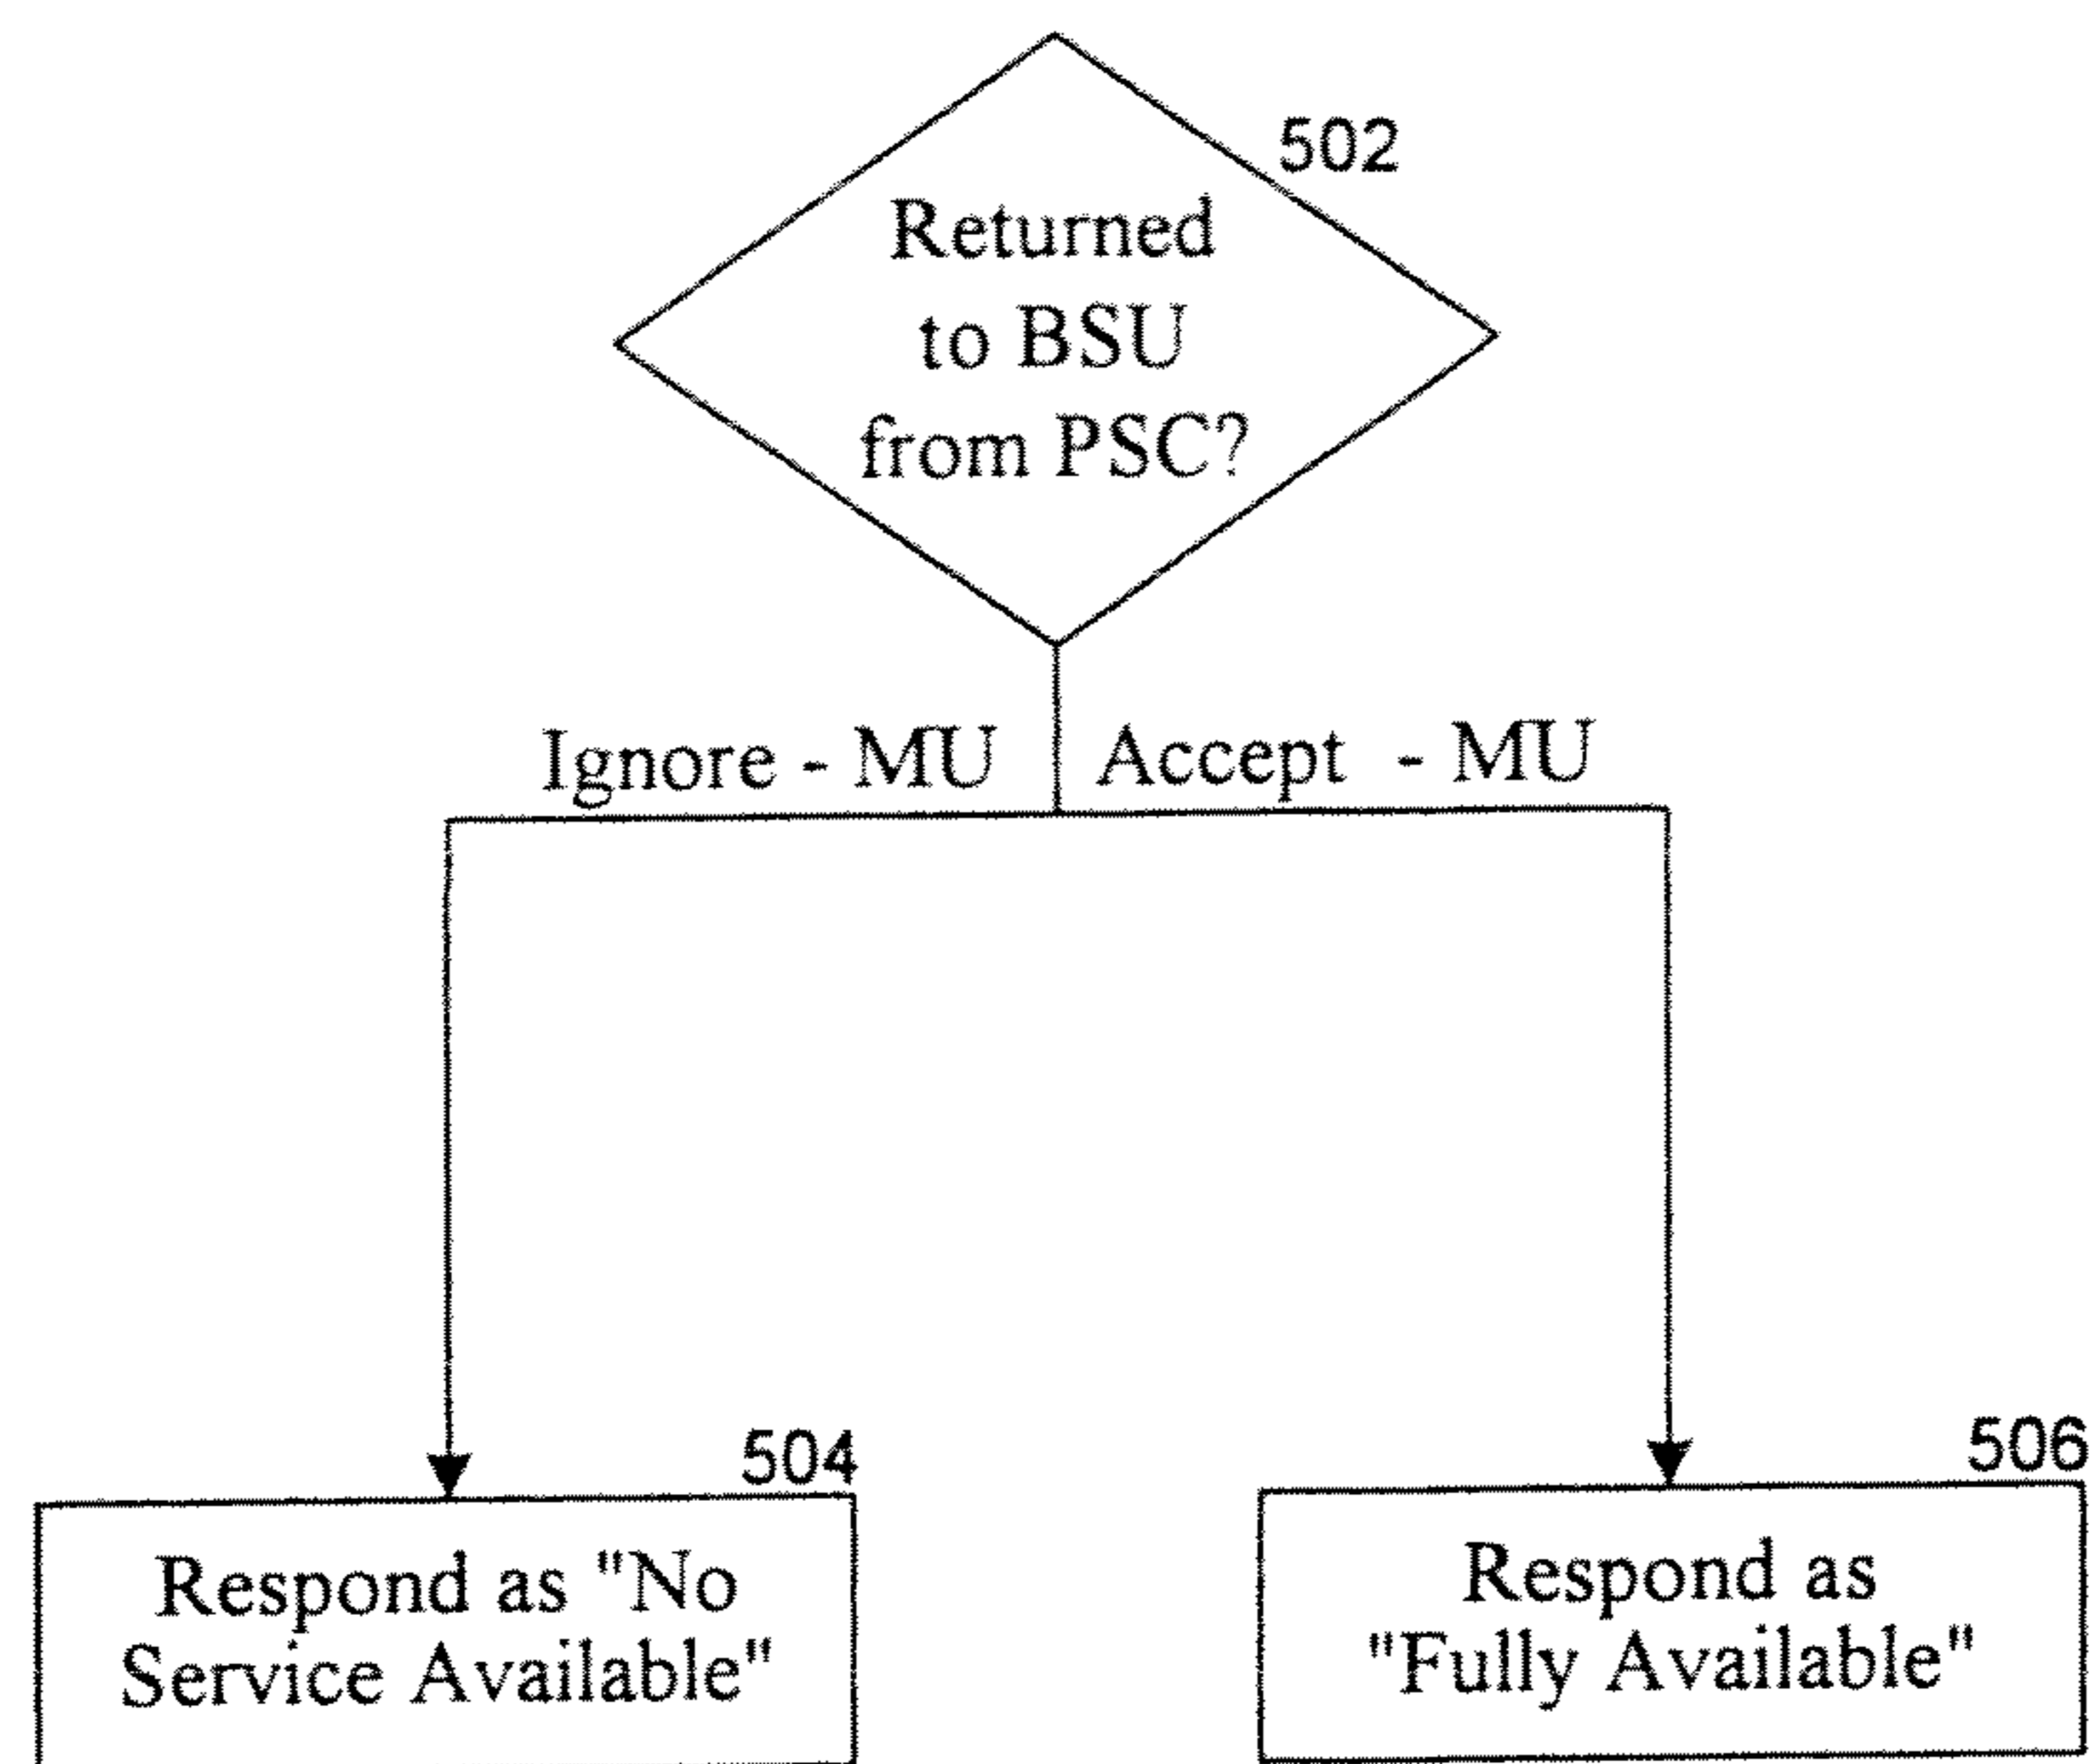 502
Returned
to BSU
from PSC?
Ignore - MU
Accept - MU
504
Respond as "No
Service Available"
506
Respond as
"Fully Available"